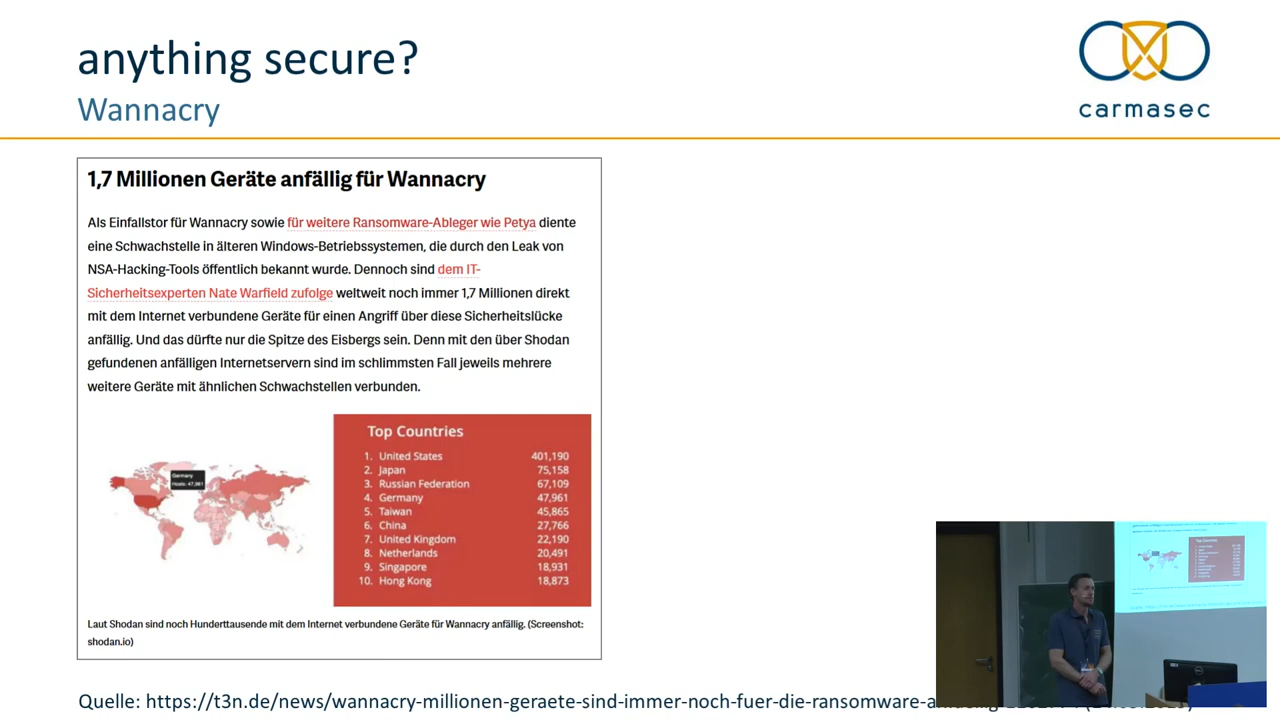 anything secure?
Wannacry
carmasec
1,7 Millionen Geräte anfällig für Wannacry
Als Einfallstor für Wannacry sowie für weitere Ransomware-Ableger wie Petya diente
eine Schwachstelle in älteren Windows-Betriebssystemen, die durch den Leak von
NSA-Hacking-Tools öffentlich bekannt wurde. Dennoch sind dem IT-
Sicherheitsexperten Nate Warfield zufolge weltweit noch immer 1,7 Millionen direkt
mit dem Internet verbundene Geräte für einen Angriff über diese Sicherheitslücke
anfällig. Und das dürfte nur die Spitze des Eisbergs sein. Denn mit den über Shodan
gefundenen anfälligen Internetservern sind im schlimmsten Fall jeweils mehrere
weitere Geräte mit ähnlichen Schwachstellen verbunden.
Germany
Hosts: 47,961
Top Countries
1. United States 401,190
2. Japan 75,158
3. Russian Federation 67,109
4. Germany 47,961
5. Taiwan 45,865
6. China 27,766
7. United Kingdom 22,190
8. Netherlands 20,491
9. Singapore 18,931
10. Hong Kong 18,873
Laut Shodan sind noch Hunderttausende mit dem Internet verbundene Geräte für Wannacry anfällig. (Screenshot:
shodan.io)
Quelle: https://t3n.de/news/wannacry-millionen-geraete-sind-immer-noch-fuer-die-ransomware-
Top Countries